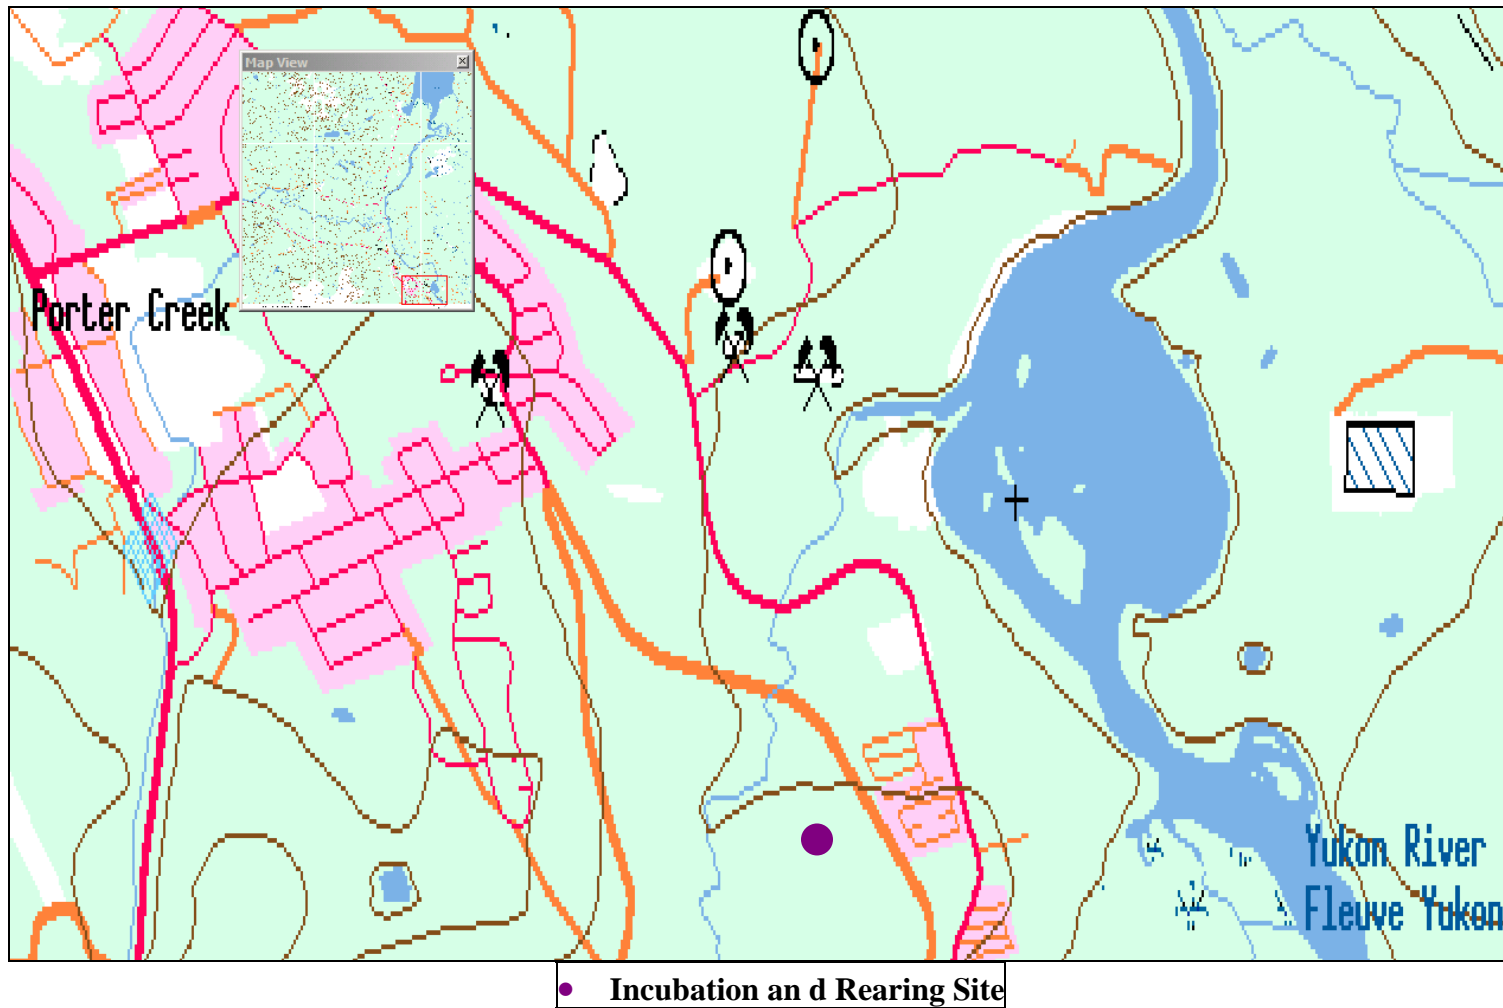 Map View
Porter Creek
Yukon River
Fleuve Yukon
• Incubation an d Rearing Site